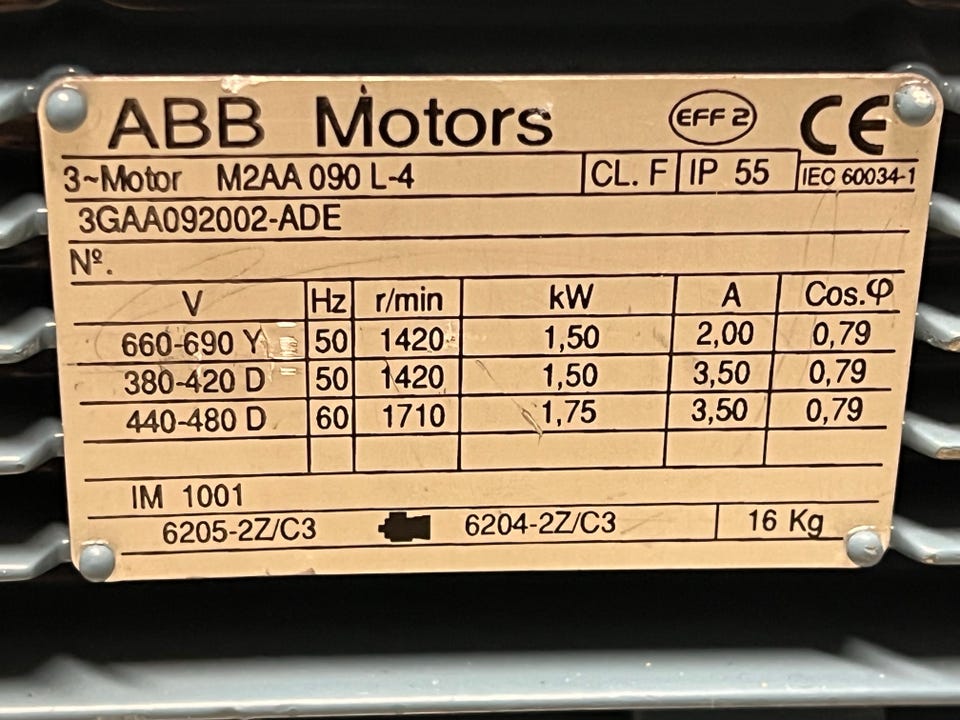 ABB Motors EFF 2 CE
3~Motor M2AA 090 L-4 CL. F IP 55 IEC 60034-1
3GAA092002-ADE
Nº.
V Hz r/min kW A Cos.φ
660-690 Y 50 1420 1,50 2,00 0,79
380-420 D 50 1420 1,50 3,50 0,79
440-480 D 60 1710 1,75 3,50 0,79
IM 1001
6205-2Z/C3 6204-2Z/C3 16 Kg